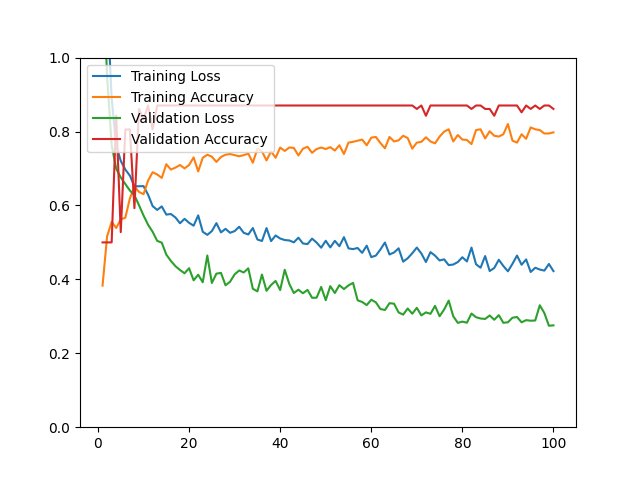 1.0
0.8
0.6
0.4
0.2
0.0
Training Loss
Training Accuracy
Validation Loss
Validation Accuracy
0 20 40 60 80 100